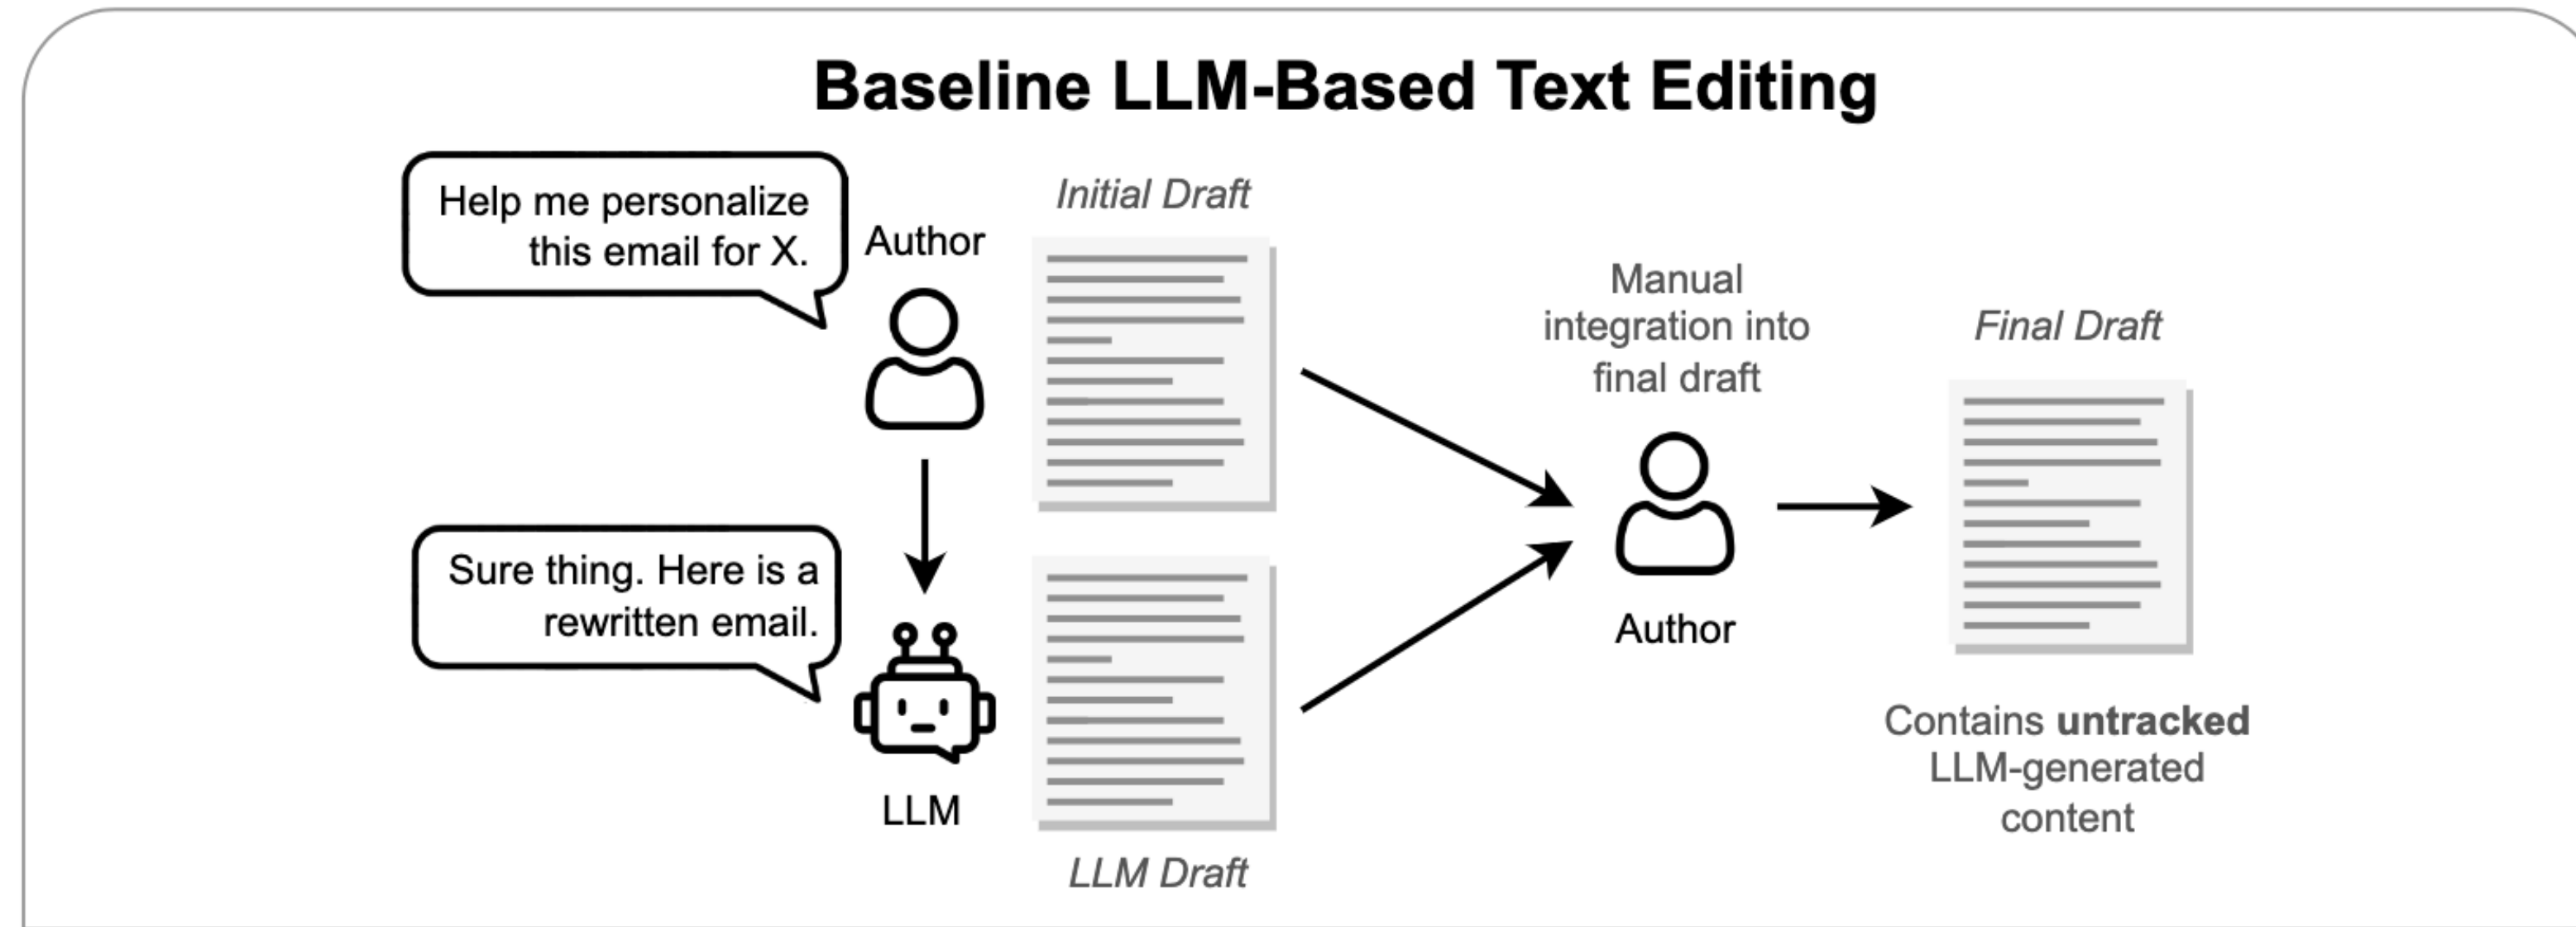 Baseline LLM-Based Text Editing
Help me personalize
this email for X.
Author
Initial Draft
Sure thing. Here is a
rewritten email.
LLM
LLM Draft
Manual
integration into
final draft
Author
Final Draft
Contains untracked
LLM-generated
content